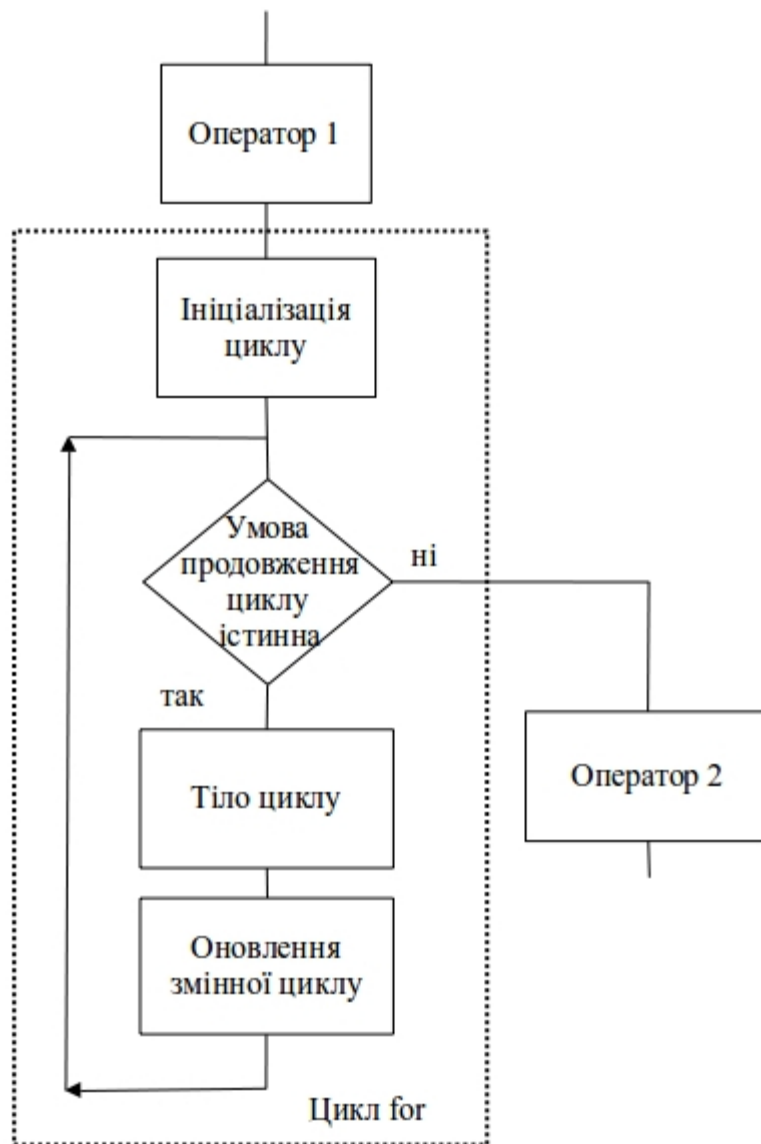 Оператор 1
Ініціалізація
циклу
Умова
продовження
циклу
істинна
ні
так
Тіло циклу
Оператор 2
Оновлення
змінної циклу
Цикл for